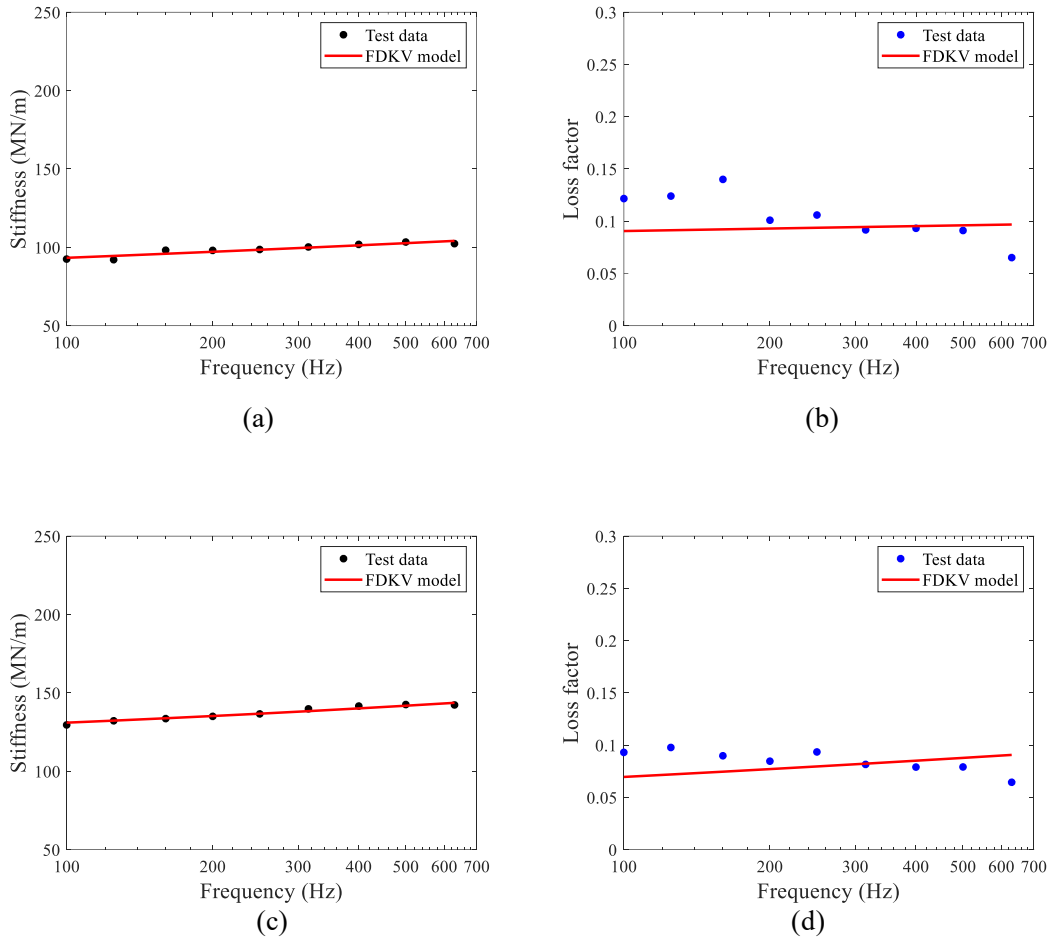 250
200
150
100
50
Stiffness (MN/m)
Test data
FDKV model
100
200
300
400
500
600
700
Frequency (Hz)
(a)
0.3
0.25
0.2
0.15
0.1
0.05
0
Loss factor
Test data
FDKV model
100
200
300
400
500
600
700
Frequency (Hz)
(b)
250
200
150
100
50
Stiffness (MN/m)
Test data
FDKV model
100
200
300
400
500
600
700
Frequency (Hz)
(c)
0.3
0.25
0.2
0.15
0.1
0.05
0
Loss factor
Test data
FDKV model
100
200
300
400
500
600
700
Frequency (Hz)
(d)